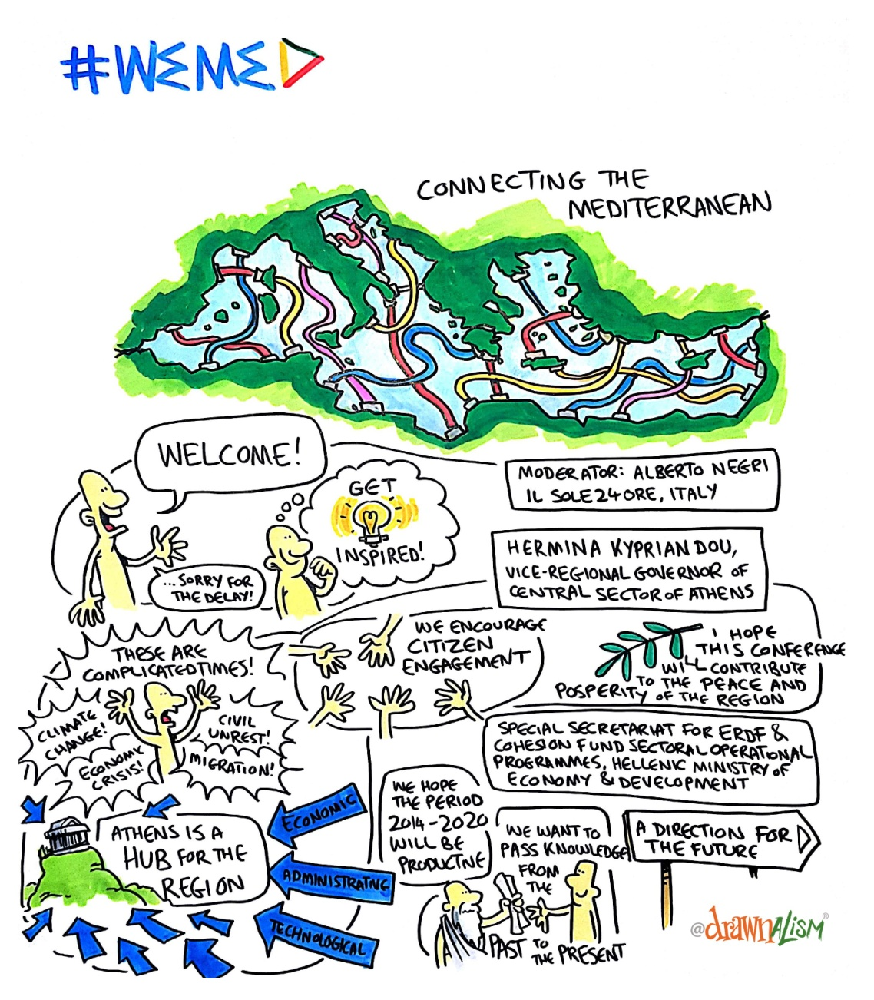 #WEMED
CONNECTING THE
MEDITERRANEAN
WELCOME!
MODERATOR: ALBERTO NEGRI
IL SOLE 24 ORE, ITALY
GET
INSPIRED!
... SORRY FOR
THE DELAY!
HERMINA KYPRIANDOU,
VICE-REGIONAL GOVERNOR OF
CENTRAL SECTOR OF ATHENS
WE ENCOURAGE
CITIZEN
ENGAGEMENT
I HOPE
THIS CONFERENCE
WILL CONTRIBUTE
TO THE PEACE AND
POSPERITY OF THE REGION
THESE ARE
COMPLICATED TIMES!
CLIMATE
CHANGE!
ECONOMIC
CRISIS!
CIVIL
UNREST!
MIGRATION!
SPECIAL SECRETARIAT FOR ERDF &
COHESION FUND SECTORAL OPERATIONAL
PROGRAMMES, HELLENIC MINISTRY OF
ECONOMY & DEVELOPMENT
ATHENS IS A
HUB FOR THE
REGION
ECONOMIC
ADMINISTRATIVE
TECHNOLOGICAL
WE HOPE
THE PERIOD
2014-2020
WILL BE
PRODUCTIVE
WE WANT TO
PASS KNOWLEDGE
FROM
THE
PAST TO
THE PRESENT
A DIRECTION FOR
THE FUTURE
@drawnALISM®